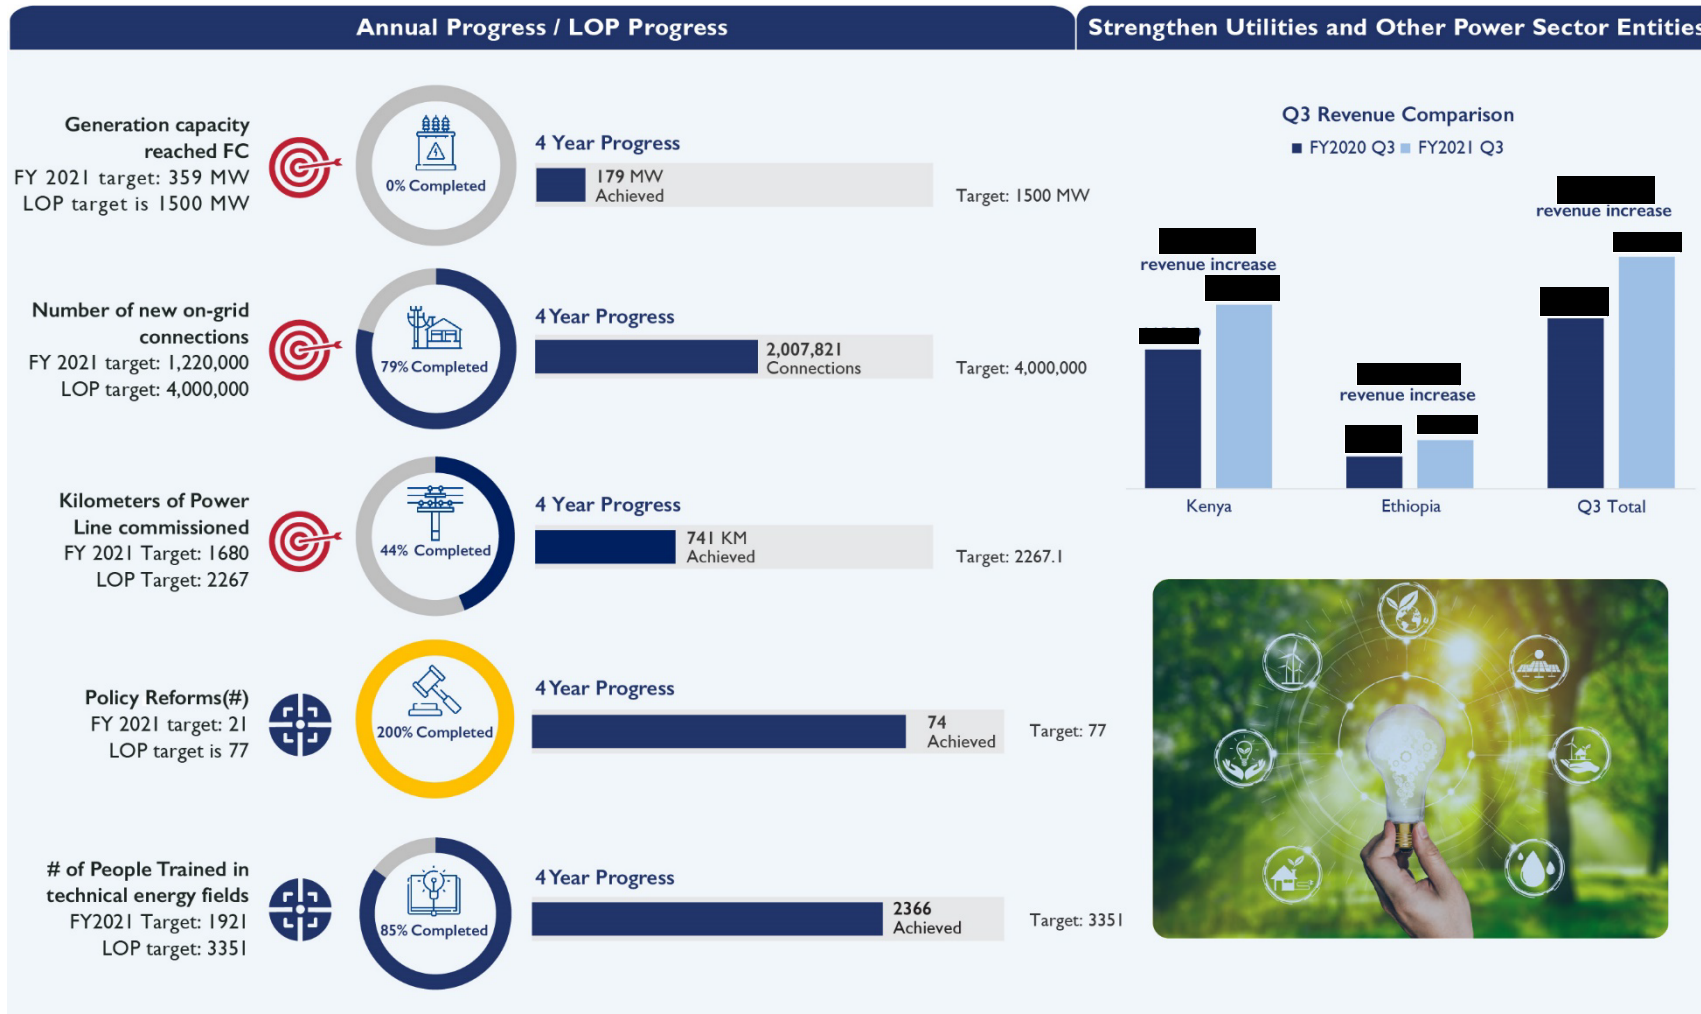 Annual Progress / LOP Progress
Generation capacity
reached FC
FY 2021 target: 359 MW
LOP target is 1500 MW
0% Completed
4 Year Progress
179 MW
Achieved
Target: 1500 MW
Number of new on-grid
connections
FY 2021 target: 1,220,000
LOP target: 4,000,000
79% Completed
4 Year Progress
2,007,821
Connections
Target: 4,000,000
Kilometers of Power
Line commissioned
FY 2021 Target: 1680
LOP Target: 2267
44% Completed
4 Year Progress
741 KM
Achieved
Target: 2267.1
Policy Reforms(#)
FY 2021 target: 21
LOP target is 77
200% Completed
4 Year Progress
74
Achieved
Target: 77
# of People Trained in
technical energy fields
FY2021 Target: 1921
LOP target: 3351
85% Completed
4 Year Progress
2366
Achieved
Target: 3351
Strengthen Utilities and Other Power Sector Entities
Q3 Revenue Comparison
FY2020 Q3 FY2021 Q3
revenue increase
revenue increase
revenue increase
Kenya
Ethiopia
Q3 Total